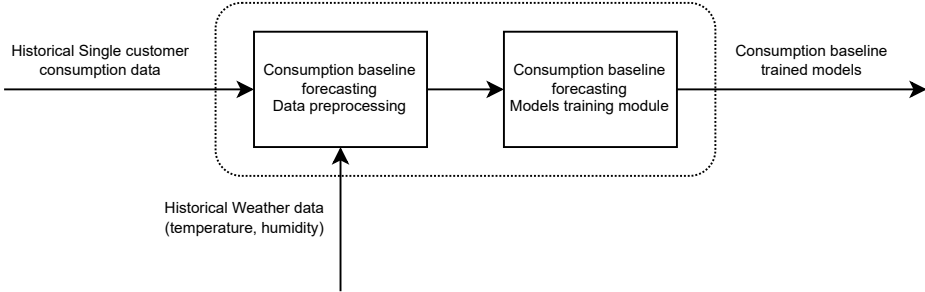 Historical Single customer
consumption data
Consumption baseline
forecasting
Data preprocessing
Consumption baseline
forecasting
Models training module
Consumption baseline
trained models
Historical Weather data
(temperature, humidity)